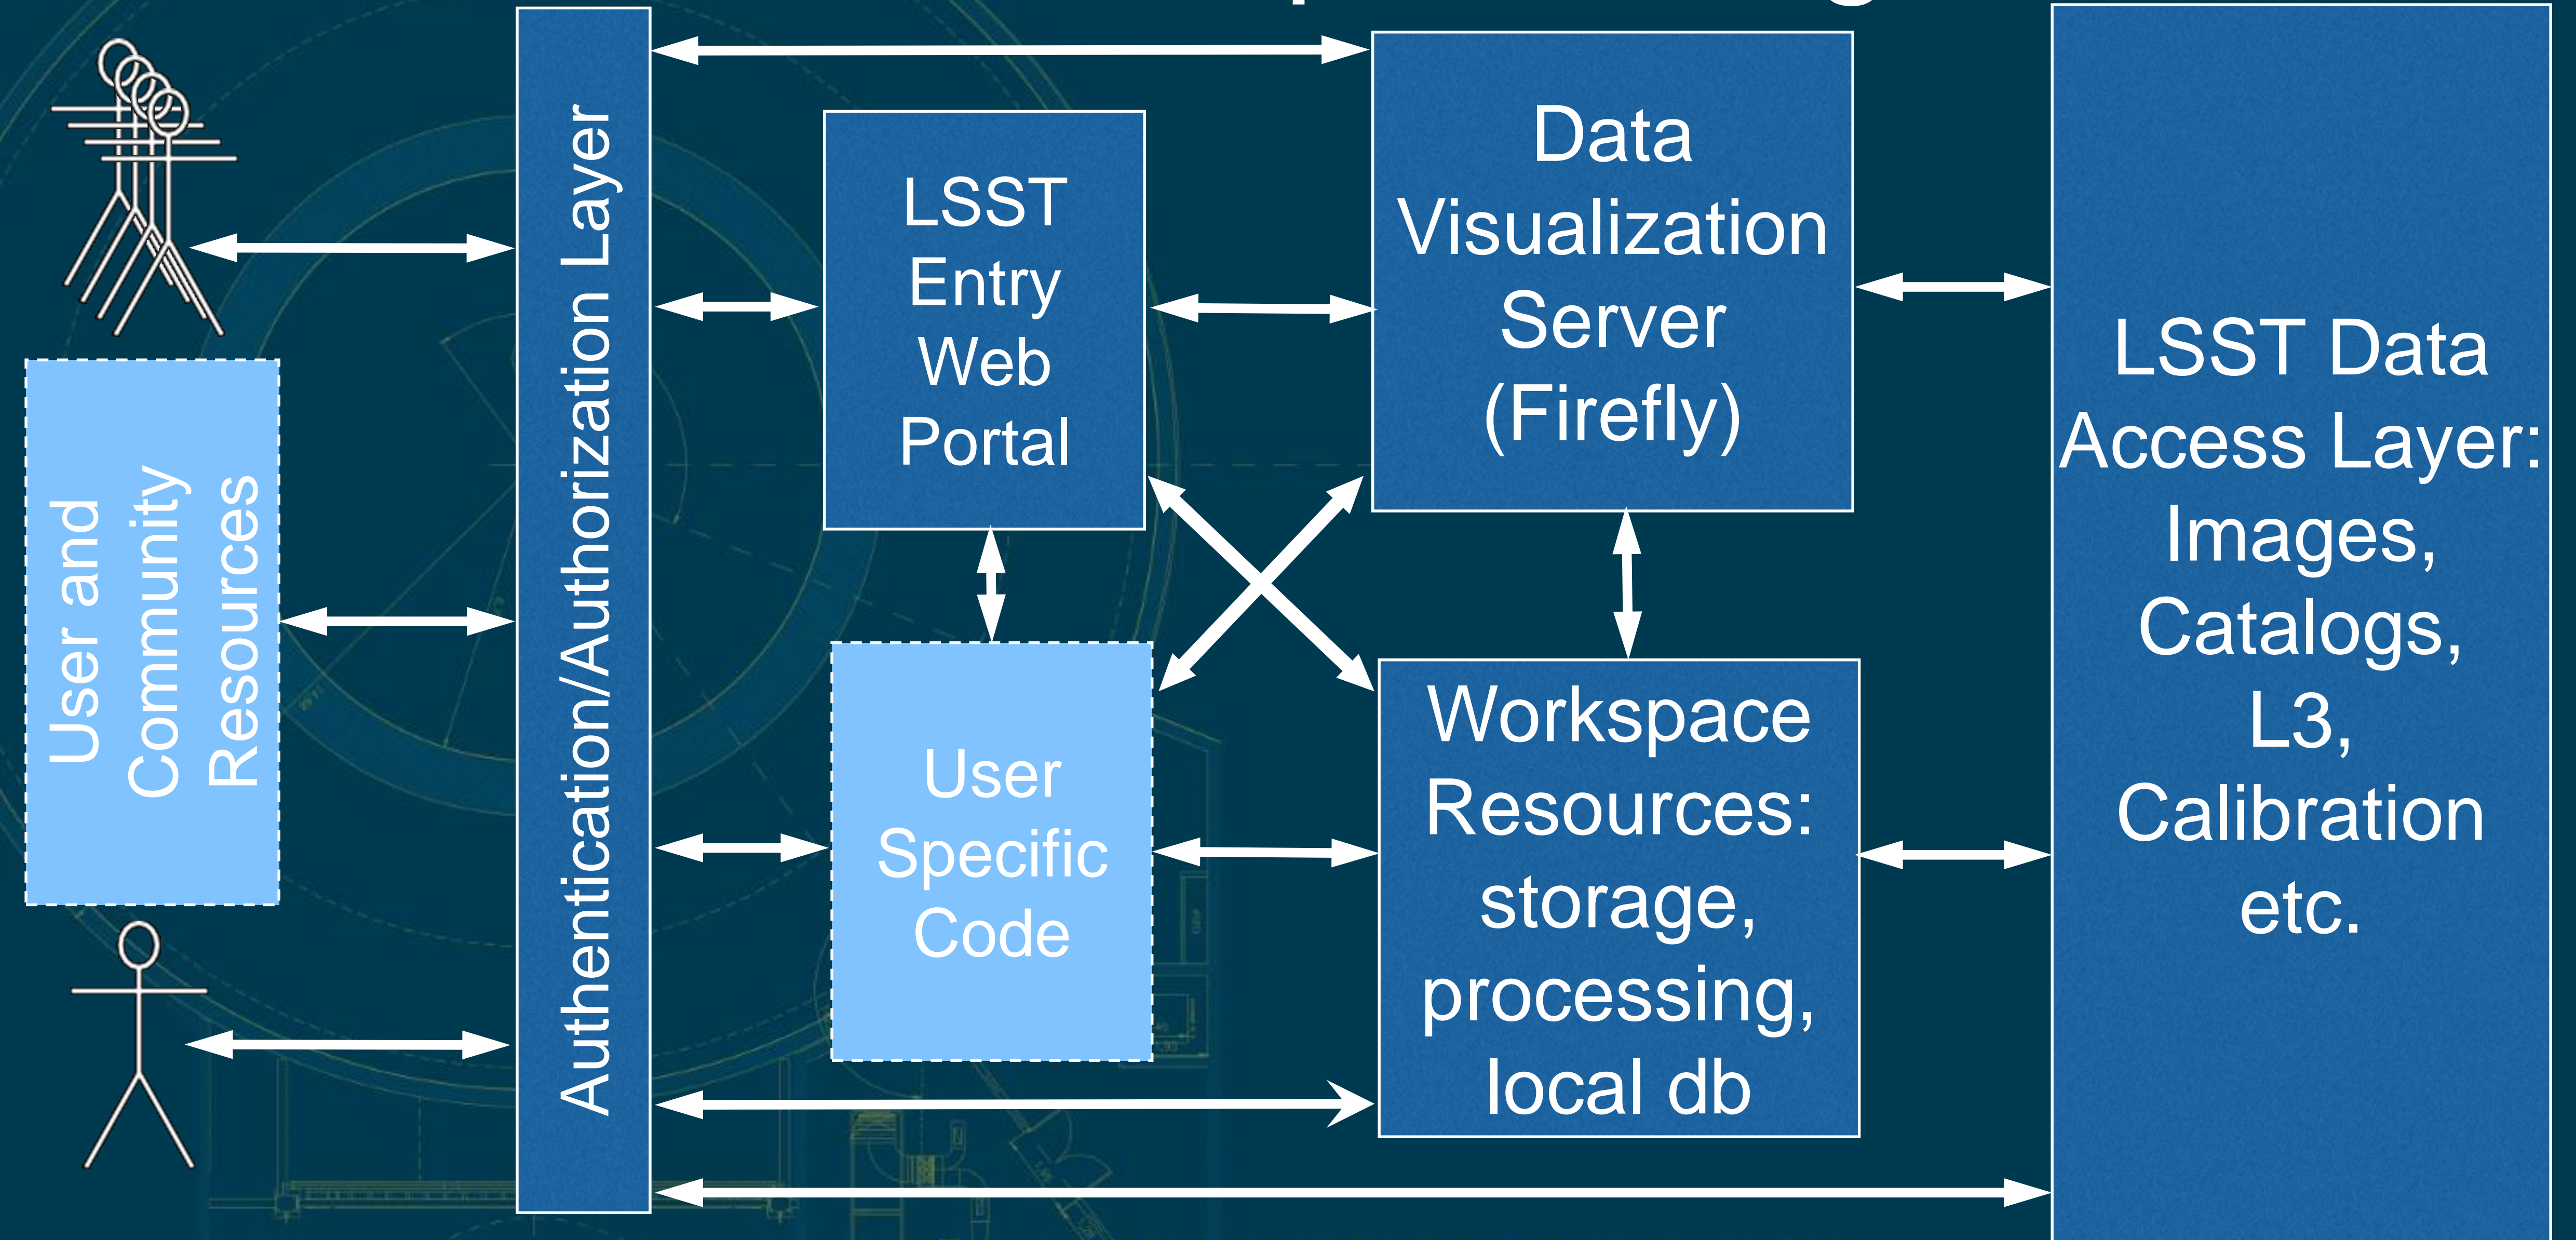 User and
Community
Resources
Authentication/Authorization Layer
LSST
Entry
Web
Portal
User
Specific
Code
Data
Visualization
Server
(Firefly)
Workspace
Resources:
storage,
processing,
local db
LSST Data
Access Layer:
Images,
Catalogs,
L3,
Calibration
etc.